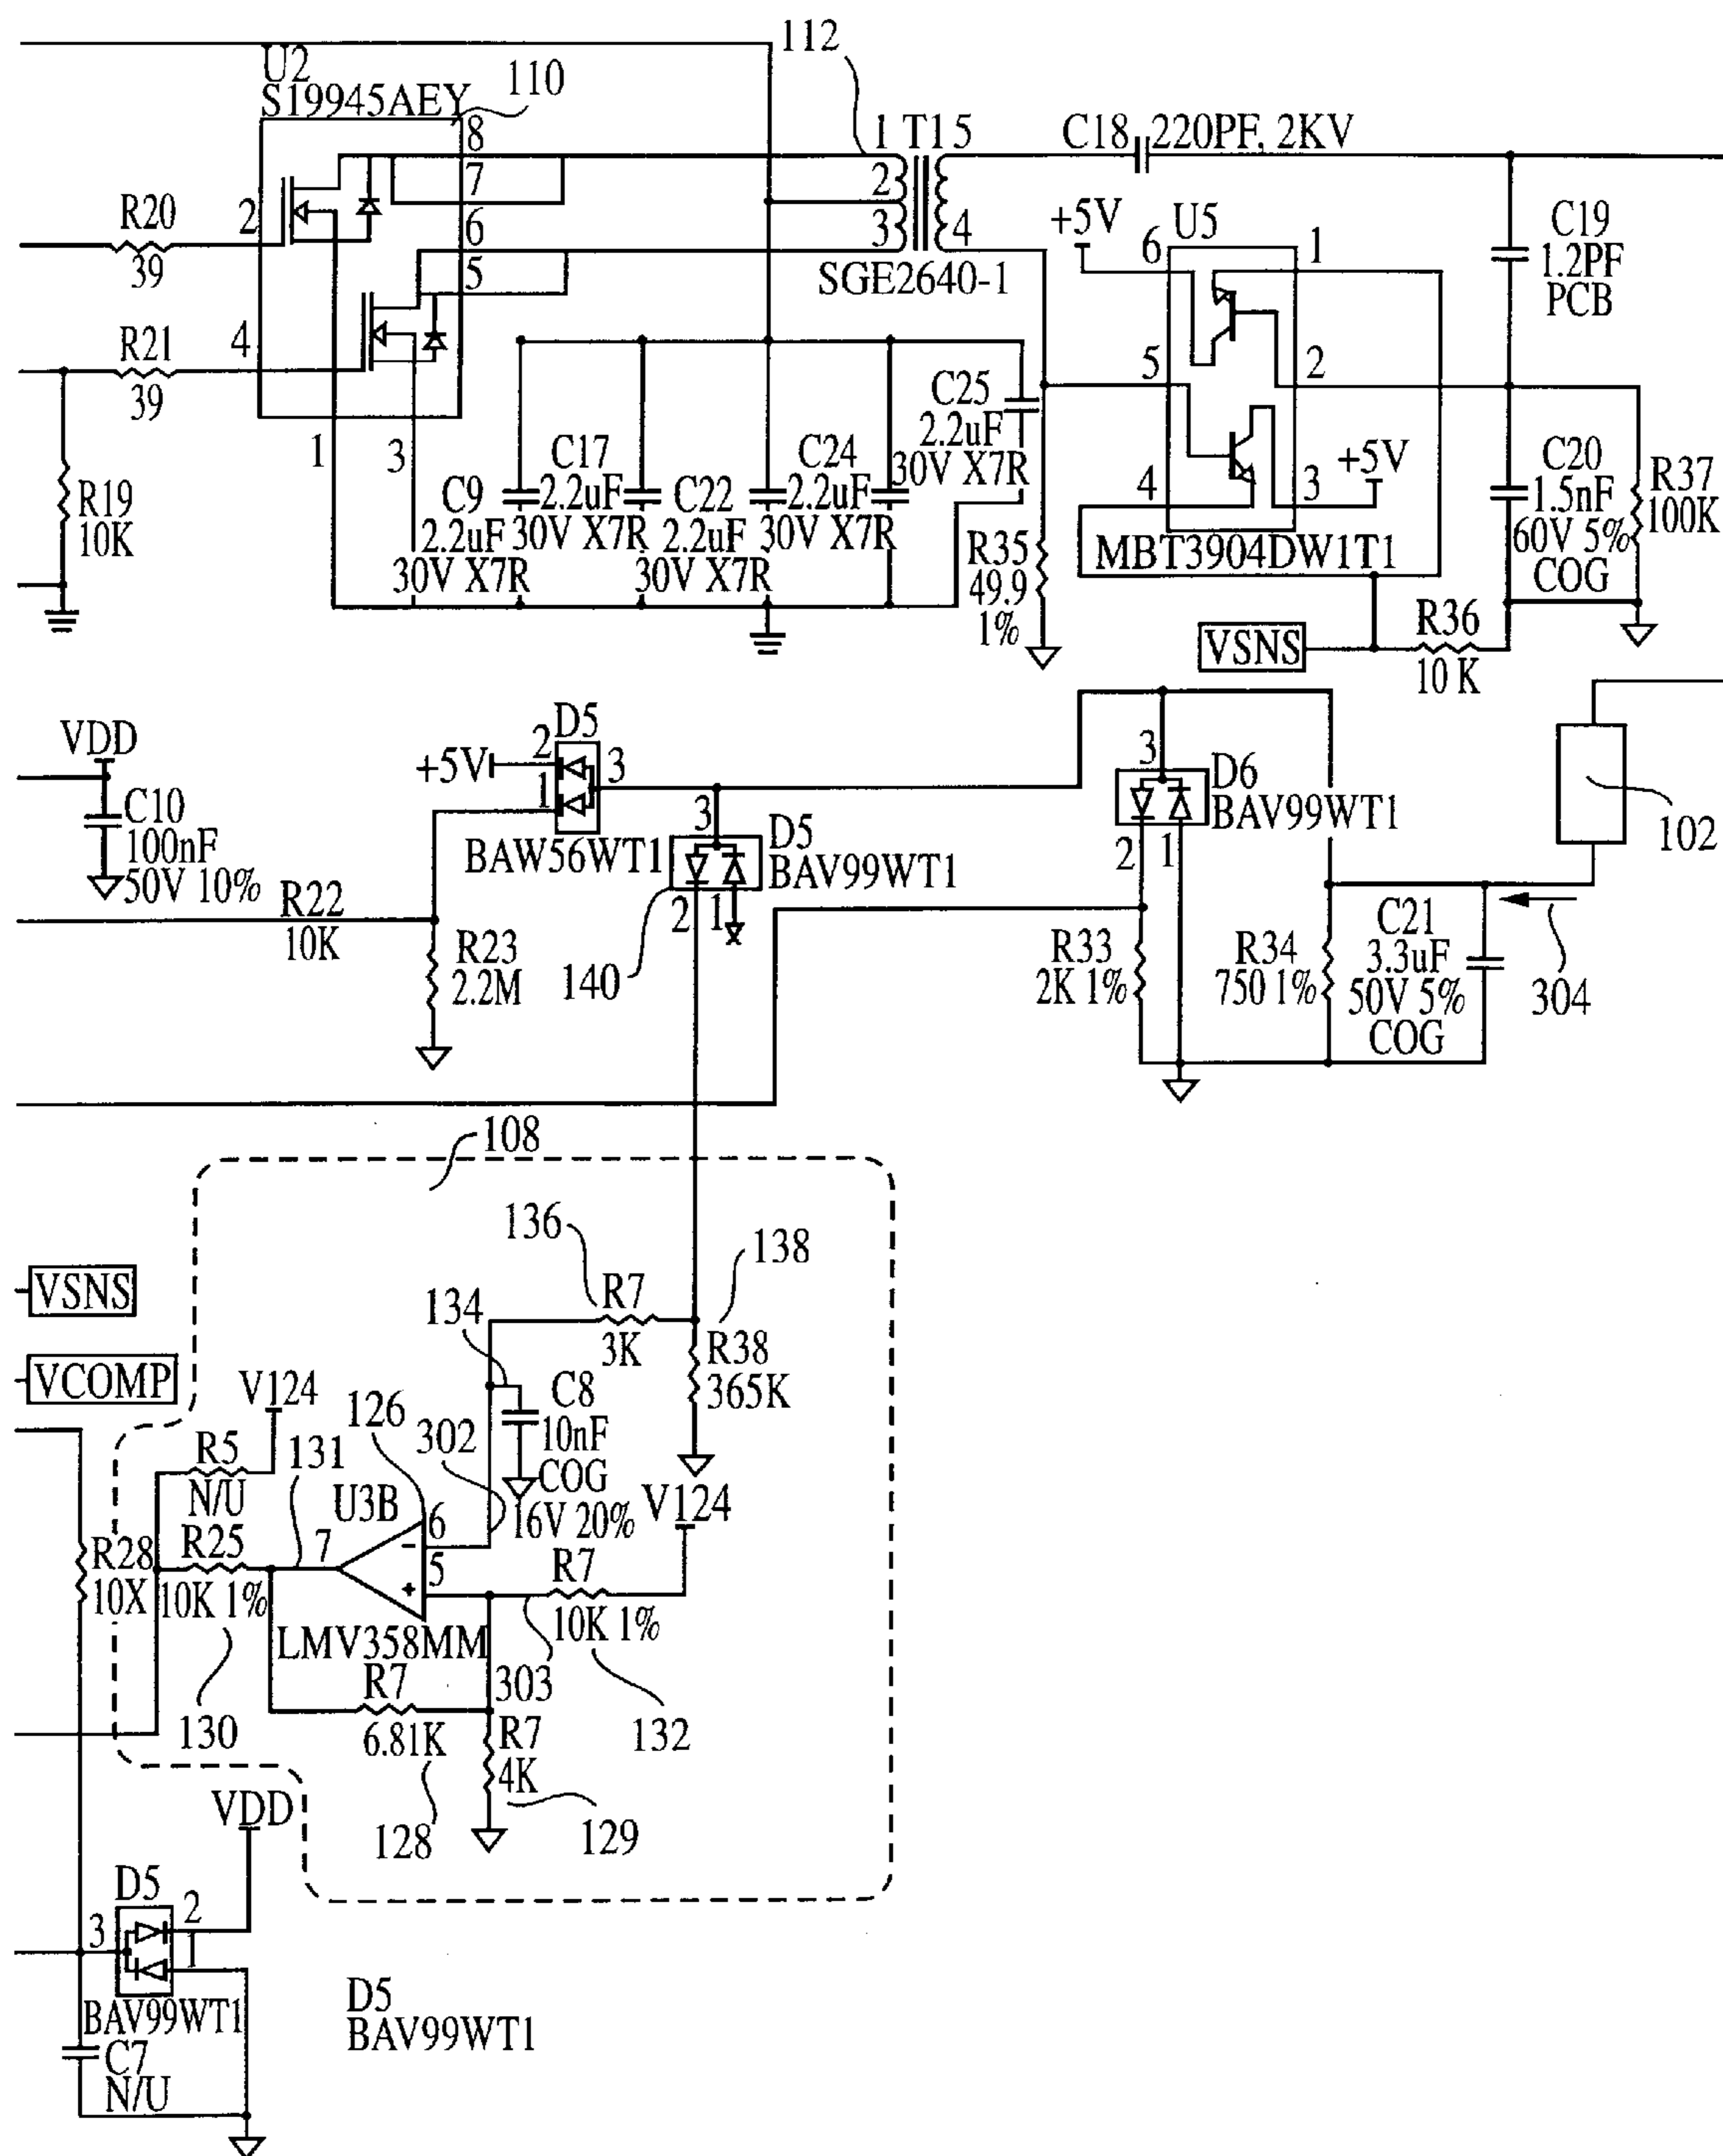 112
U2
S19945AEY
110
8
7
6
5
2
4
1
3
R20
39
R21
39
R19
10K
1 T15
2
3
4
SGE2640-1
C18
220PF, 2KV
C19
1.2PF
PCB
+5V
U5
6
1
5
2
4
3
+5V
MBT3904DW1T1
C9
2.2uF
30V X7R
C17
2.2uF
30V X7R
C22
2.2uF
30V X7R
C24
2.2uF
30V X7R
C25
2.2uF
30V X7R
R35
49.9
1%
C20
1.5nF
60V 5%
COG
R37
100K
VSNS
R36
10 K
VDD
C10
100nF
50V 10%
R22
10K
R23
2.2M
+5V
D5
2
1
3
BAW56WT1
3
D5
BAV99WT1
2
1
140
3
D6
BAV99WT1
2
1
102
R33
2K 1%
R34
750 1%
C21
3.3uF
50V 5%
COG
304
108
136
138
R7
3K
134
R38
365K
VSNS
VCOMP
V124
C8
10nF
COG
16V 20%
126
302
131
R5
N/U
U3B
6
5
7
V124
R28
10X
R25
10K 1%
R7
10K 1%
LMV358MM
303
R7
6.81K
R7
4K
130
132
128
129
VDD
D5
3
2
1
BAV99WT1
C7
N/U
D5
BAV99WT1